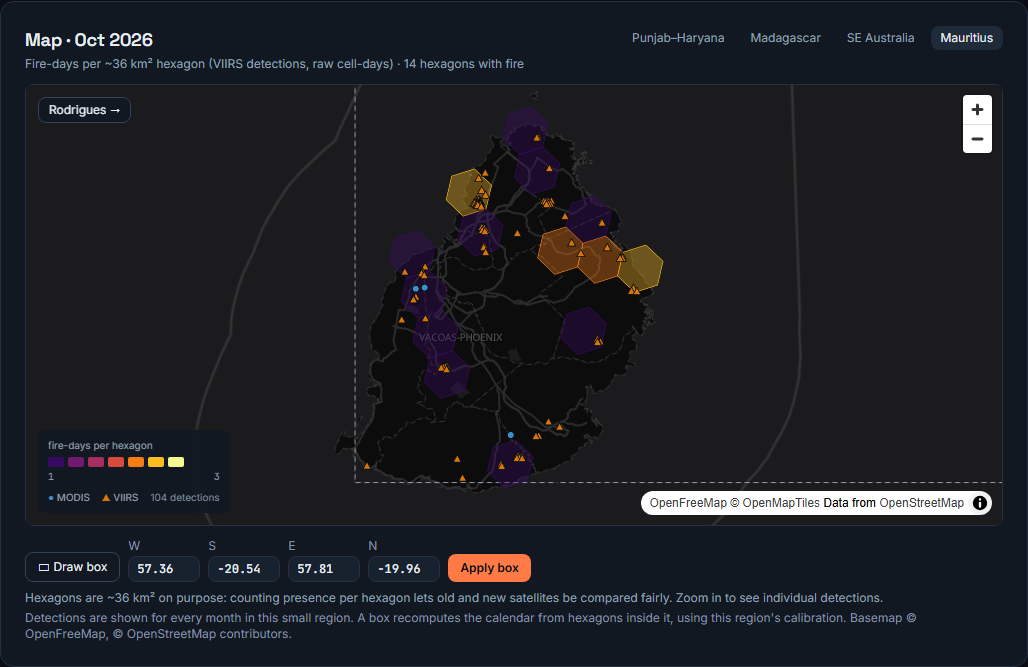 Map · Oct 2026
Punjab–Haryana
Madagascar
SE Australia
Mauritius
Fire-days per ~36 km² hexagon (VIIRS detections, raw cell-days) · 14 hexagons with fire
Rodrigues →
+
−
VACOAS-PHOENIX
fire-days per hexagon
1 3
MODIS VIIRS 104 detections
OpenFreeMap © OpenMapTiles Data from OpenStreetMap
W S E N
Draw box 57.36 -20.54 57.81 -19.96 Apply box
Hexagons are ~36 km² on purpose: counting presence per hexagon lets old and new satellites be compared fairly. Zoom in to see individual detections.
Detections are shown for every month in this small region. A box recomputes the calendar from hexagons inside it, using this region's calibration. Basemap ©
OpenFreeMap, © OpenStreetMap contributors.